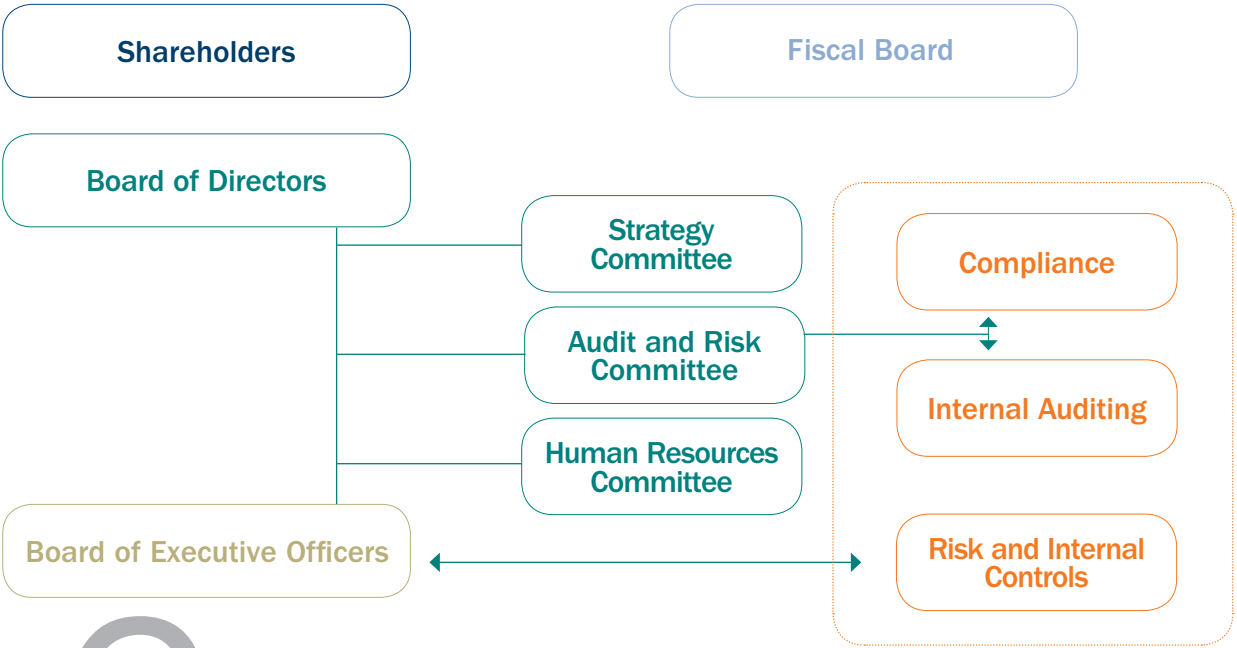 Shareholders
Fiscal Board
Board of Directors
Strategy
Committee
Compliance
Audit and Risk
Committee
Internal Auditing
Human Resources
Committee
Board of Executive Officers
Risk and Internal
Controls